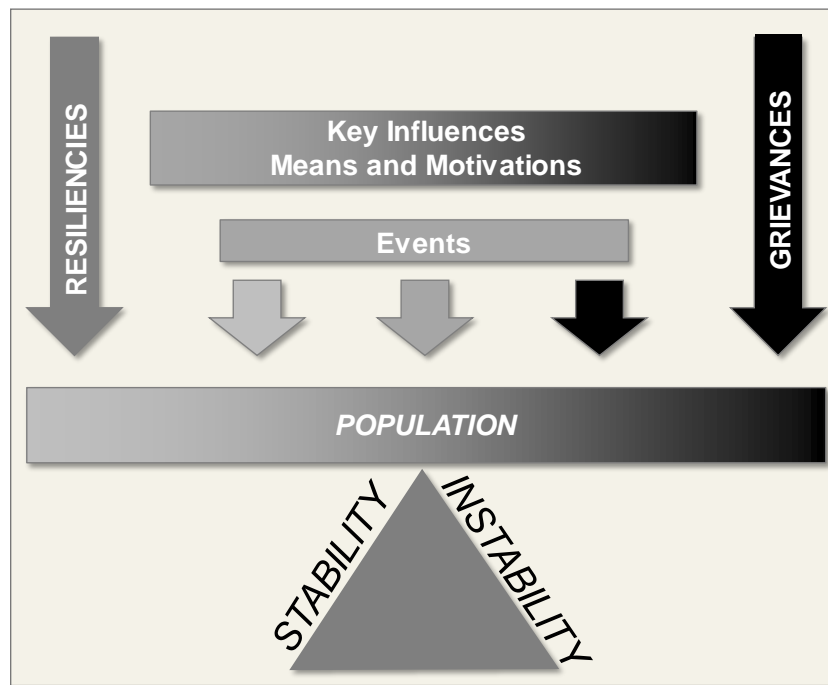 RESILIENCIES
Key Influences
Means and Motivations
GRIEVANCES
Events
POPULATION
STABILITY
INSTABILITY